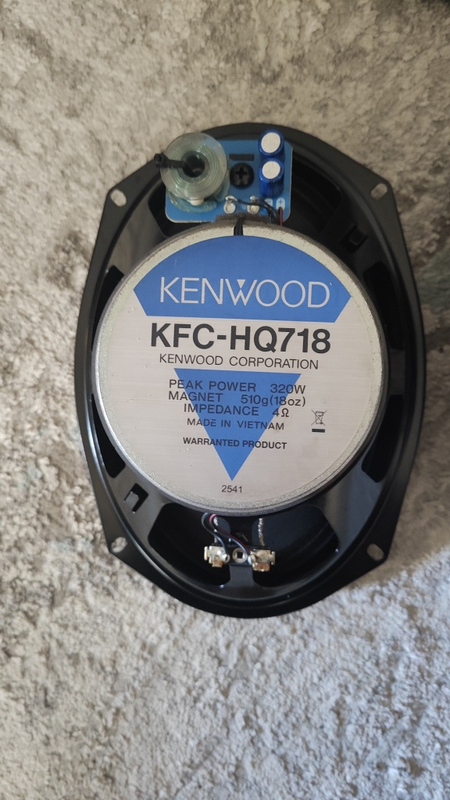 KENWOOD
KFC-HQ718
KENWOOD CORPORATION
PEAK POWER 320W
MAGNET 510g(18oz)
IMPEDANCE 4Ω
MADE IN VIETNAM
WARRANTED PRODUCT
2541